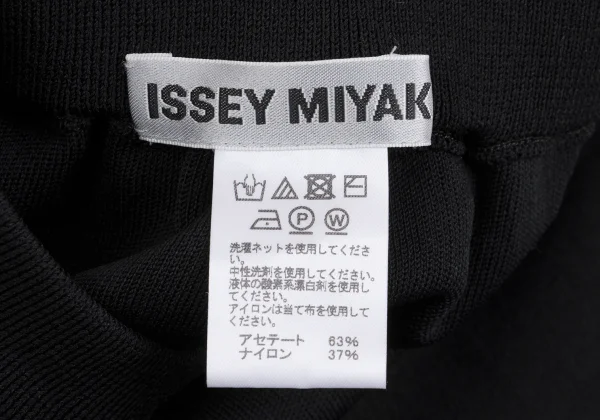 ISSEY MIYAK
P W
洗濯ネットを使用してくださ
い。
中性洗剤を使用してください。
液体の酸素系漂白剤を使用し
てください。
アイロンは当て布を使用して
ください。
アセテート 63%
ナイロン 37%